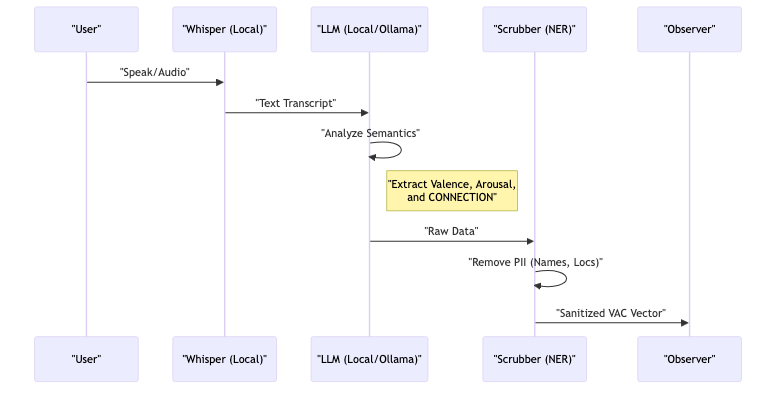 "User"
"Whisper (Local)"
"LLM (Local/Ollama)"
"Scrubber (NER)"
"Observer"
"Speak/Audio"
"Text Transcript"
"Analyze Semantics"
"Extract Valence, Arousal,
and CONNECTION"
"Raw Data"
"Remove PII (Names, Locs)"
"Sanitized VAC Vector"
"User"
"Whisper (Local)"
"LLM (Local/Ollama)"
"Scrubber (NER)"
"Observer"